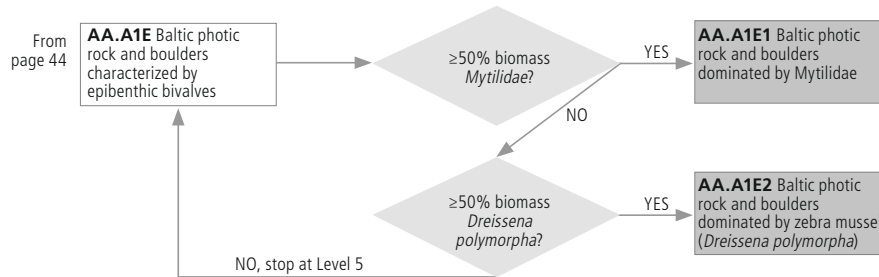 From
page 44
AA.A1E Baltic photic
rock and boulders
characterized by
epibenthic bivalves
≥50% biomass
Mytilidae?
YES
AA.A1E1 Baltic photic
rock and boulders
dominated by Mytilidae
NO
≥50% biomass
Dreissena
polymorpha?
YES
AA.A1E2 Baltic photic
rock and boulders
dominated by zebra musse
(Dreissena polymorpha)
NO, stop at Level 5